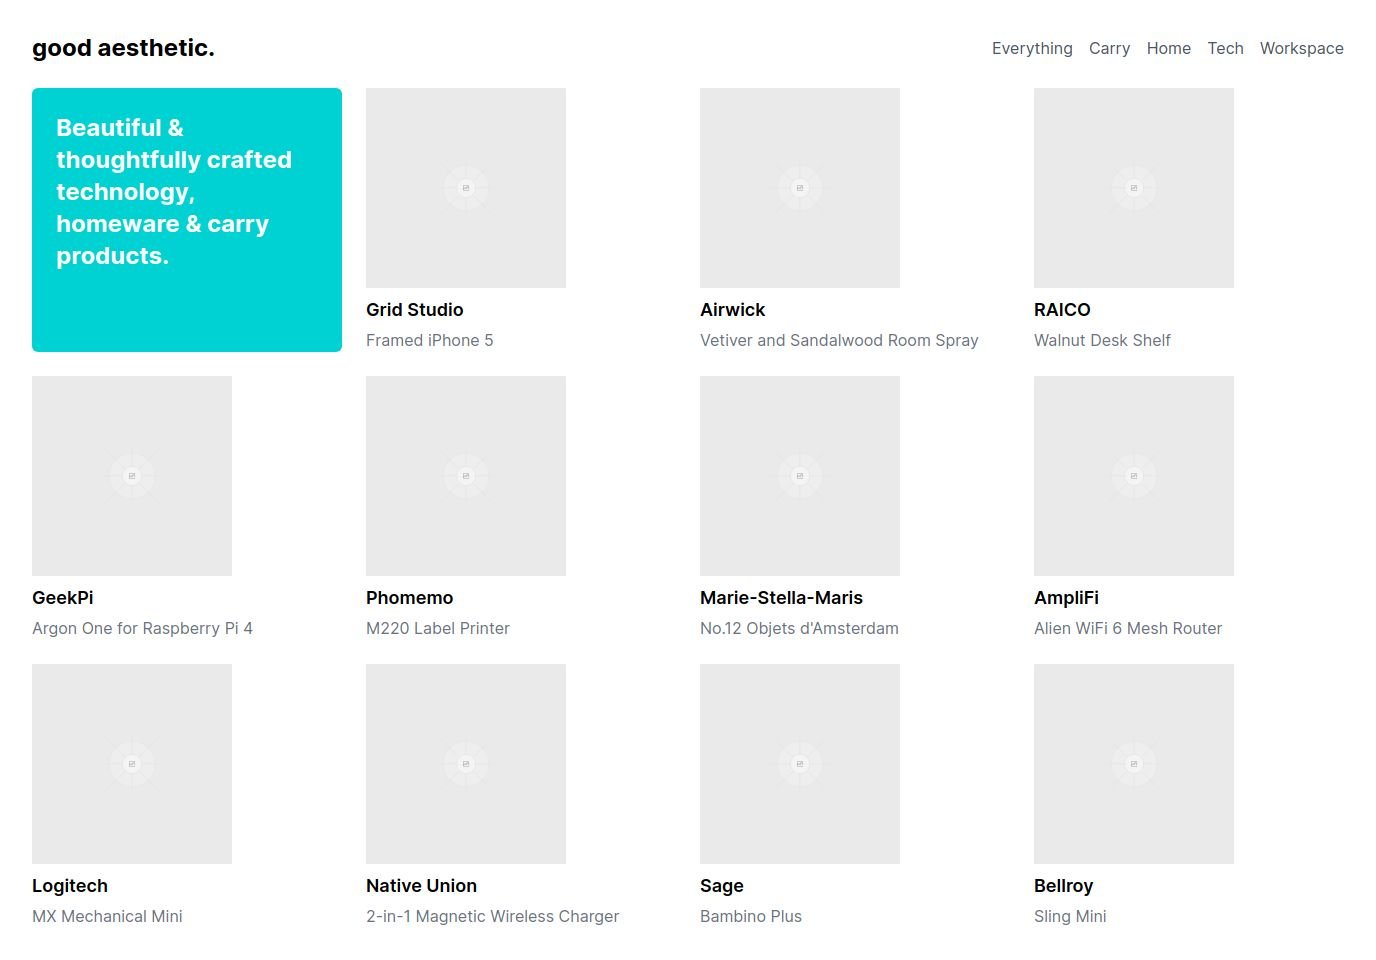 good aesthetic.
Everything Carry Home Tech Workspace
Beautiful &
thoughtfully crafted
technology,
homeware & carry
products.
Grid Studio
Framed iPhone 5
Airwick
Vetiver and Sandalwood Room Spray
RAICO
Walnut Desk Shelf
GeekPi
Argon One for Raspberry Pi 4
Phomemo
M220 Label Printer
Marie-Stella-Maris
No.12 Objets d'Amsterdam
AmpliFi
Alien WiFi 6 Mesh Router
Logitech
MX Mechanical Mini
Native Union
2-in-1 Magnetic Wireless Charger
Sage
Bambino Plus
Bellroy
Sling Mini